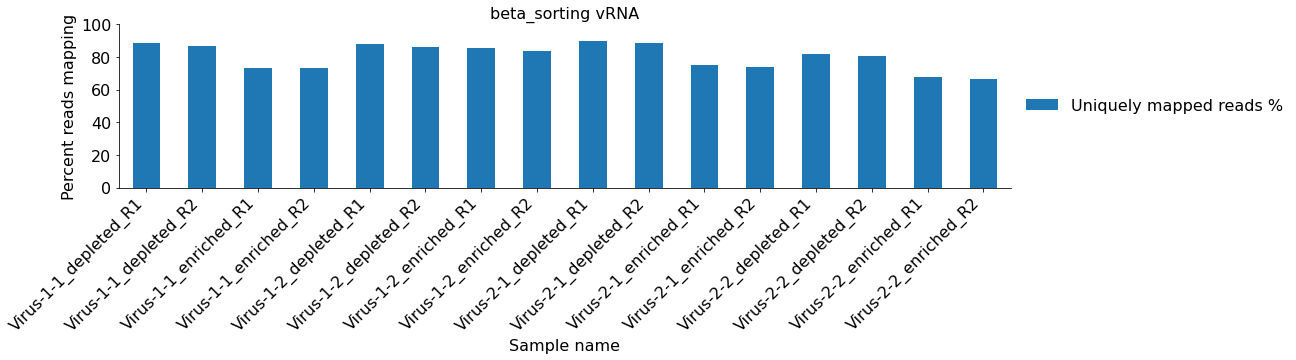 beta_sorting vRNA
Percent reads mapping
100
80
60
40
20
0
Uniquely mapped reads %
Virus-1-1_depleted_R1
Virus-1-1_depleted_R2
Virus-1-1_enriched_R1
Virus-1-1_enriched_R2
Virus-1-2_depleted_R1
Virus-1-2_depleted_R2
Virus-1-2_enriched_R1
Virus-1-2_enriched_R2
Virus-2-1_depleted_R1
Virus-2-1_depleted_R2
Virus-2-1_enriched_R1
Virus-2-1_enriched_R2
Virus-2-2_depleted_R1
Virus-2-2_depleted_R2
Virus-2-2_enriched_R1
Virus-2-2_enriched_R2
Sample name